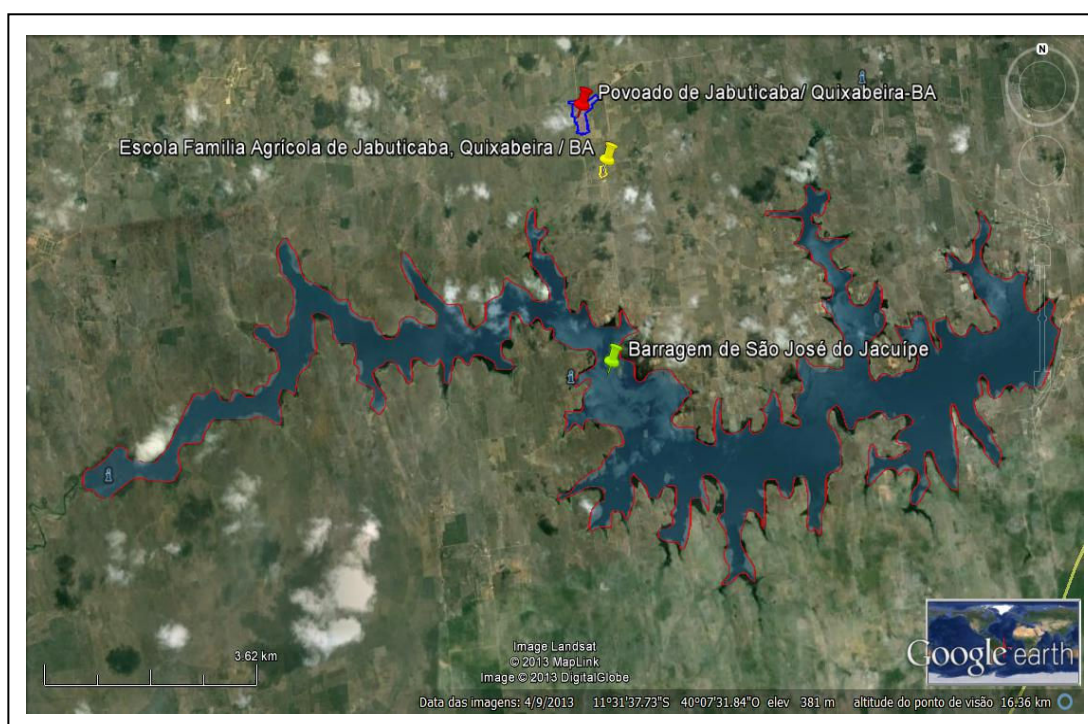 N
Povoado de Jabuticaba/ Quixabeira-BA
Escola Familia Agrícola de Jabuticaba, Quixabeira / BA
Barragem de São José do Jacuípe
3.62 km
Image Landsat
© 2013 MapLink
Image © 2013 DigitalGlobe
Google earth
Data das imagens: 4/9/2013 11°31'37.73"S 40°07'31.84"O elev 381 m altitude do ponto de visão 16.36 km